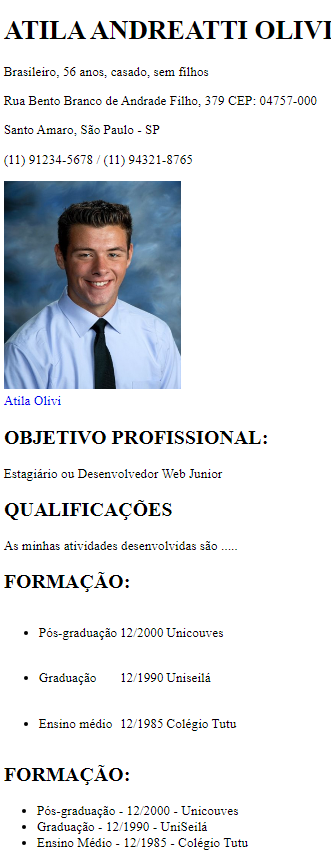 ATILA ANDREATTI OLIVI
Brasileiro, 56 anos, casado, sem filhos
Rua Bento Branco de Andrade Filho, 379 CEP: 04757-000
Santo Amaro, São Paulo - SP
(11) 91234-5678 / (11) 94321-8765
Atila Olivi
OBJETIVO PROFISSIONAL:
Estagiário ou Desenvolvedor Web Junior
QUALIFICAÇÕES
As minhas atividades desenvolvidas são .....
FORMAÇÃO:
• Pós-graduação 12/2000 Unicouves
• Graduação 12/1990 Uniseilá
• Ensino médio 12/1985 Colégio Tutu
FORMAÇÃO:
• Pós-graduação - 12/2000 - Unicouves
• Graduação - 12/1990 - UniSeilá
• Ensino Médio - 12/1985 - Colégio Tutu